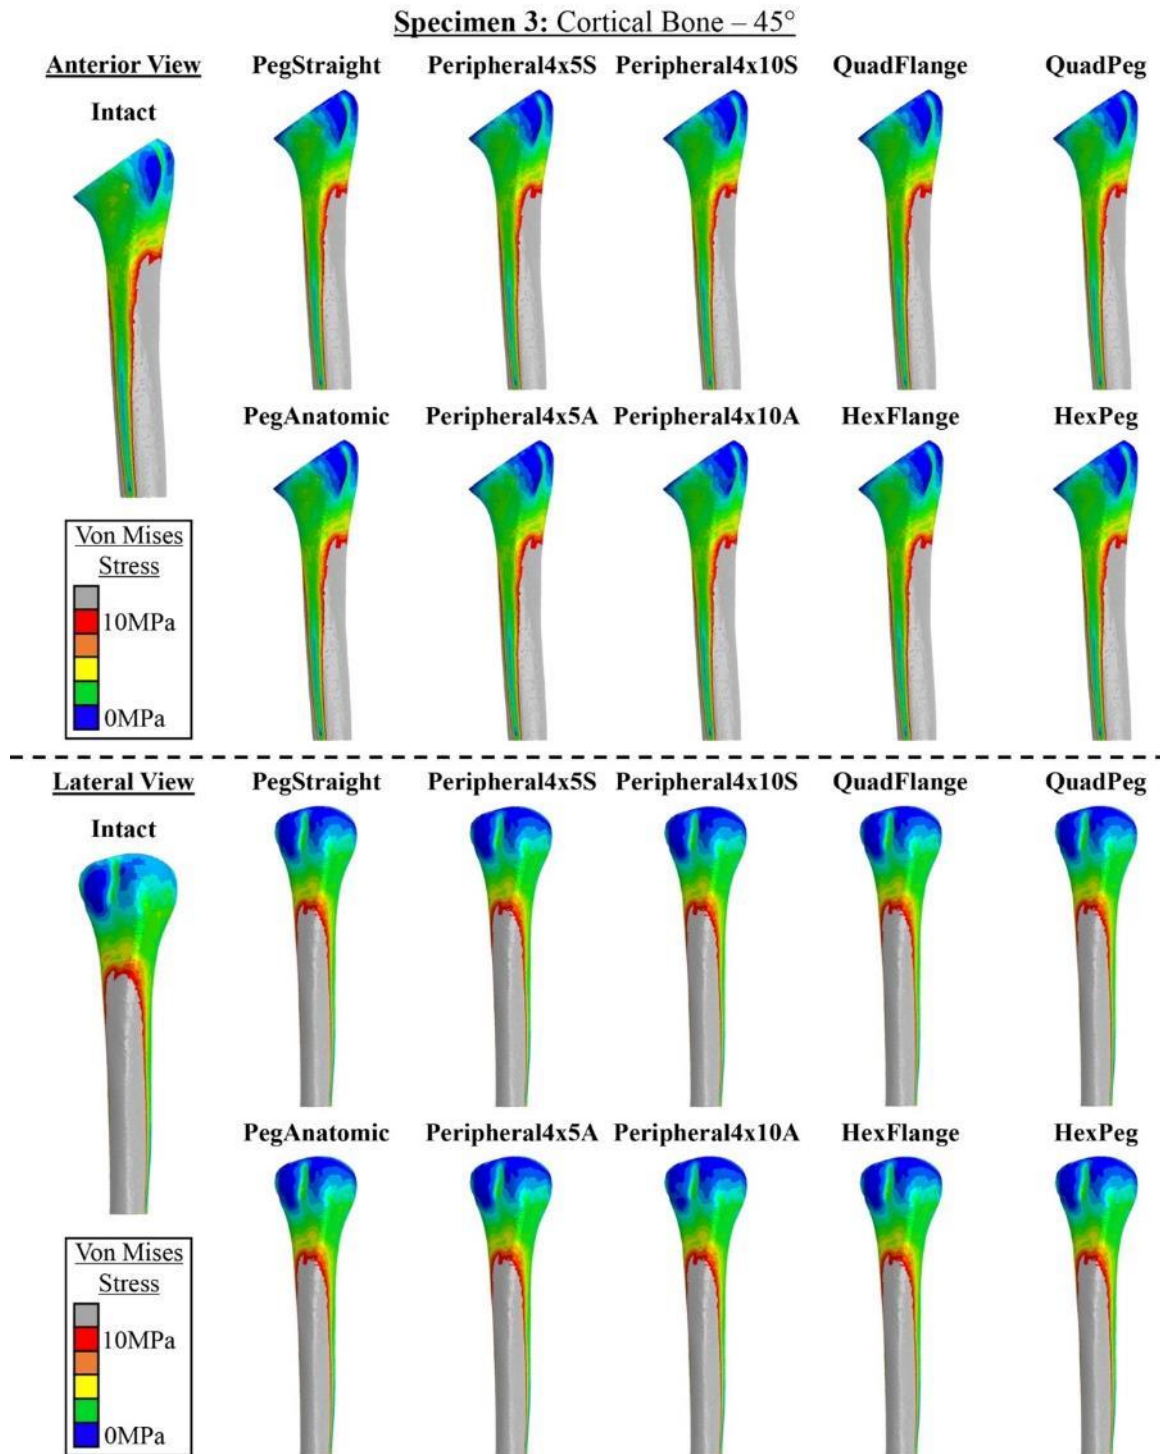 Specimen 3: Cortical Bone – 45°
Anterior View
PegStraight
Peripheral4x5S
Peripheral4x10S
QuadFlange
QuadPeg
Intact
PegAnatomic
Peripheral4x5A
Peripheral4x10A
HexFlange
HexPeg
Von Mises
Stress
10MPa
0MPa
Lateral View
PegStraight
Peripheral4x5S
Peripheral4x10S
QuadFlange
QuadPeg
Intact
PegAnatomic
Peripheral4x5A
Peripheral4x10A
HexFlange
HexPeg
Von Mises
Stress
10MPa
0MPa